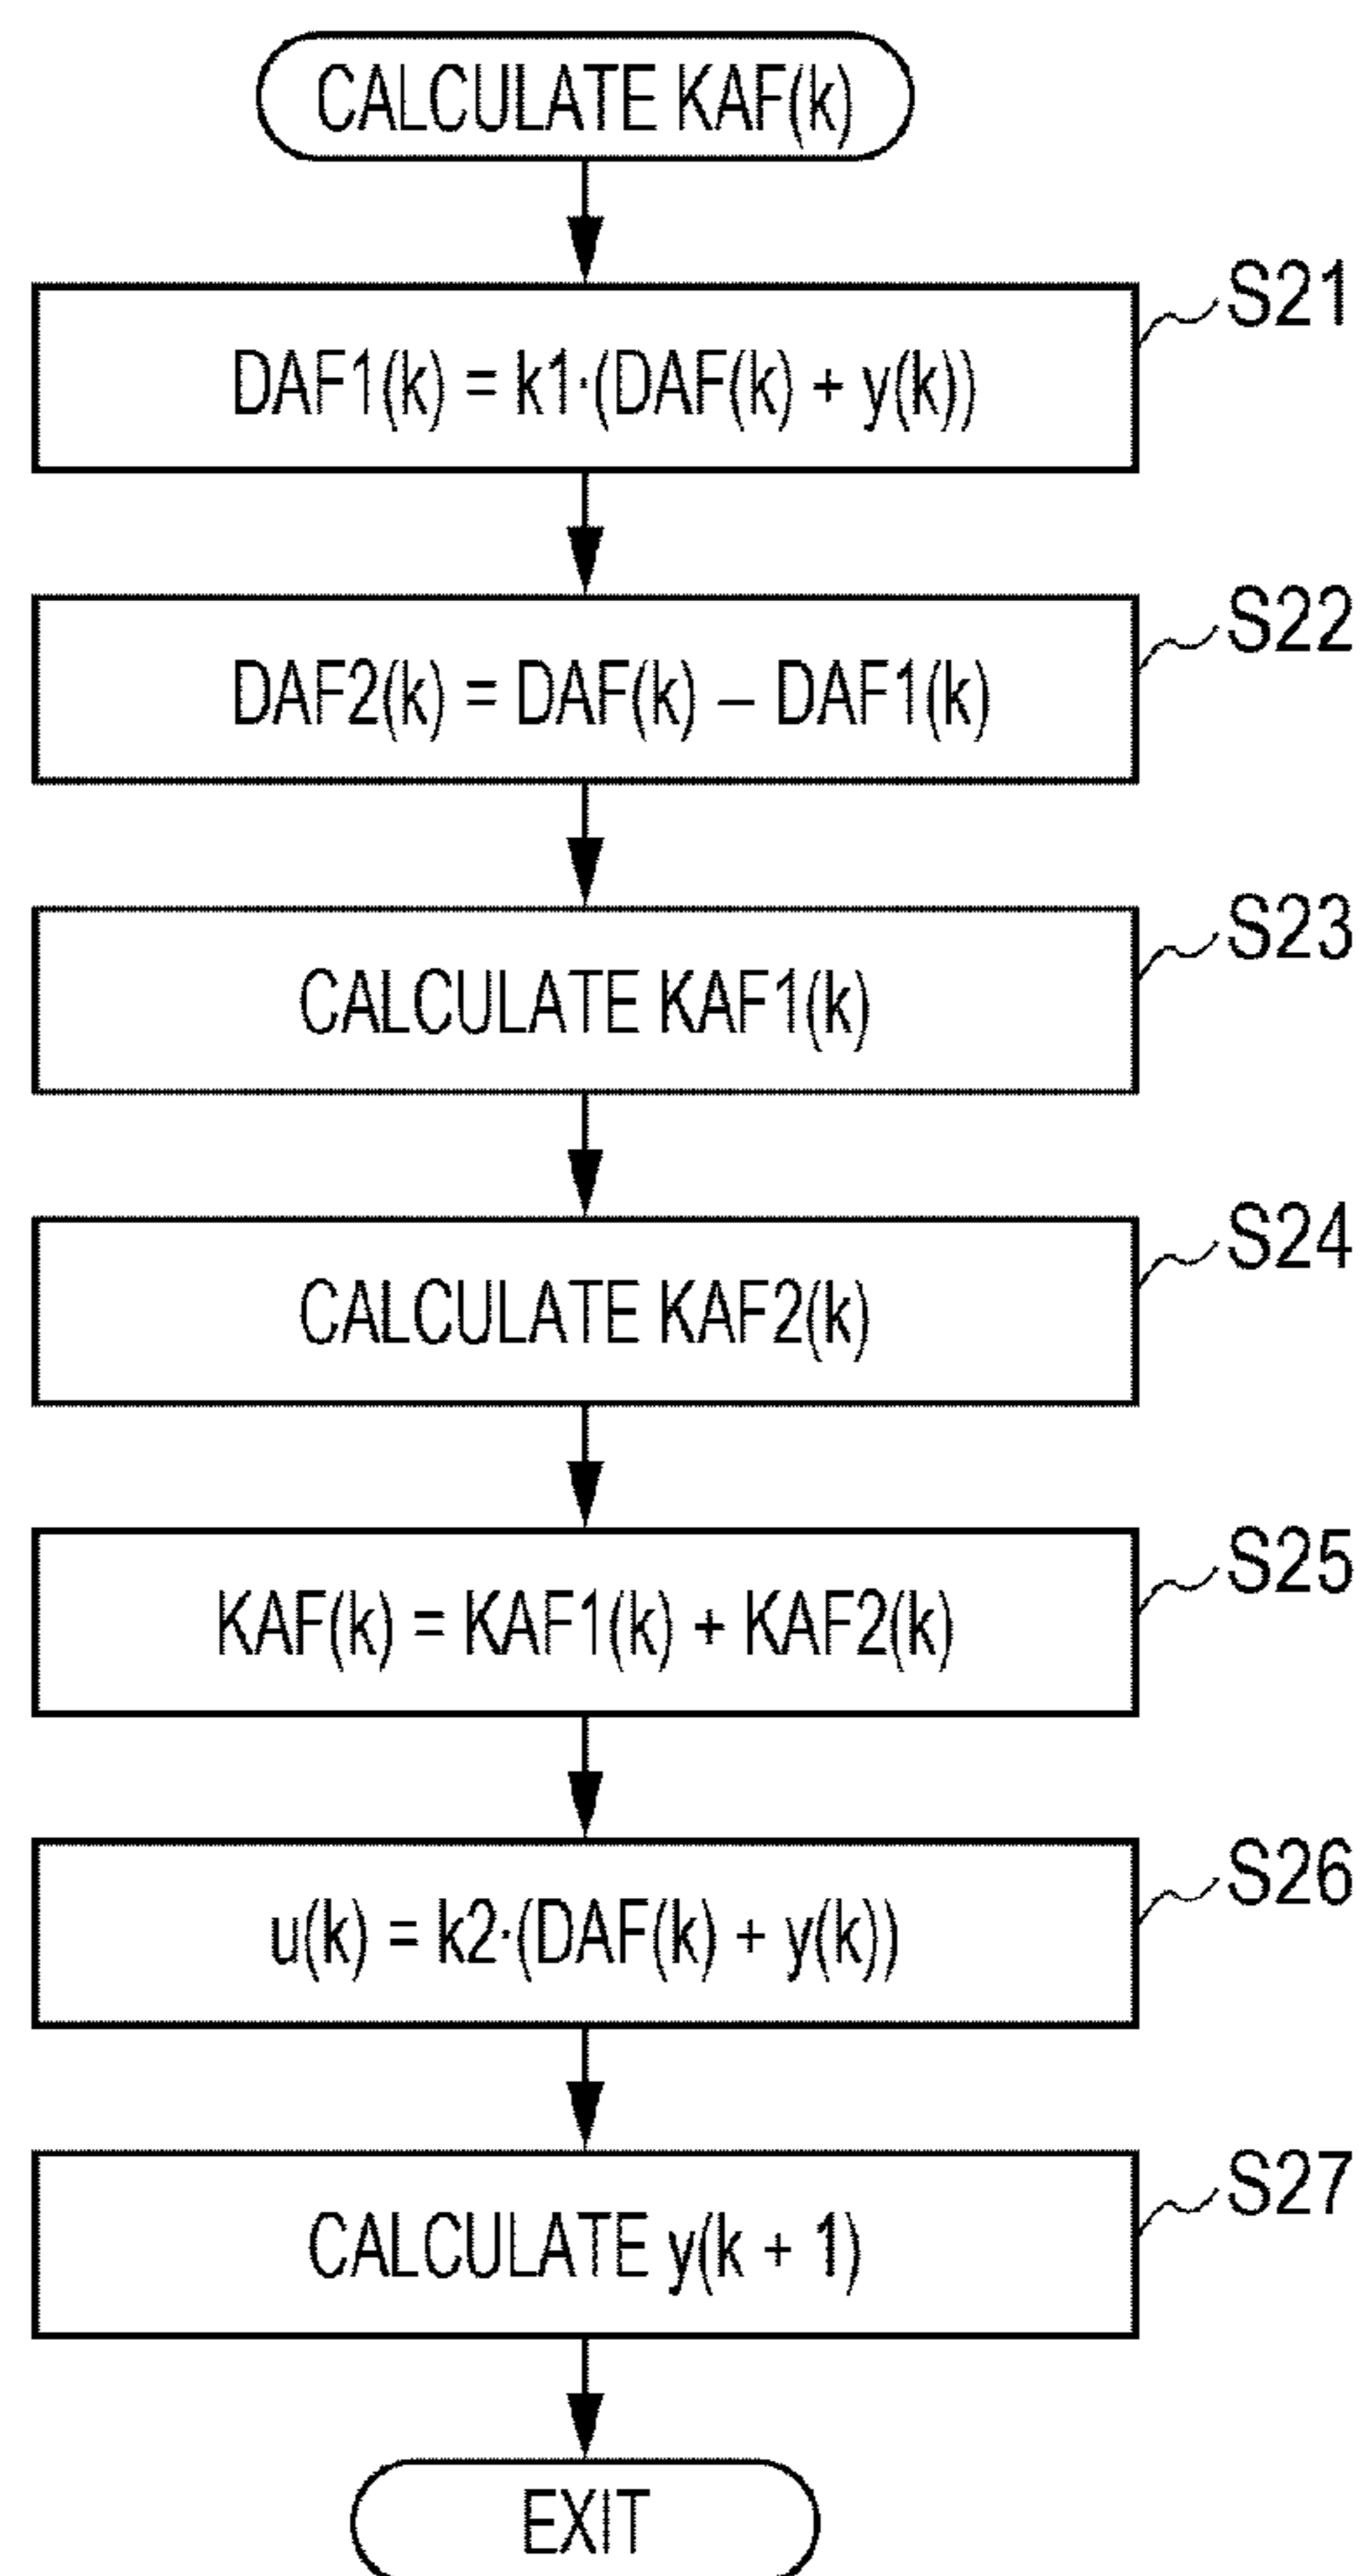 CALCULATE KAF(k)
S21
DAF1(k) = k1·(DAF(k) + y(k))
S22
DAF2(k) = DAF(k) – DAF1(k)
S23
CALCULATE KAF1(k)
S24
CALCULATE KAF2(k)
S25
KAF(k) = KAF1(k) + KAF2(k)
S26
u(k) = k2·(DAF(k) + y(k))
S27
CALCULATE y(k + 1)
EXIT